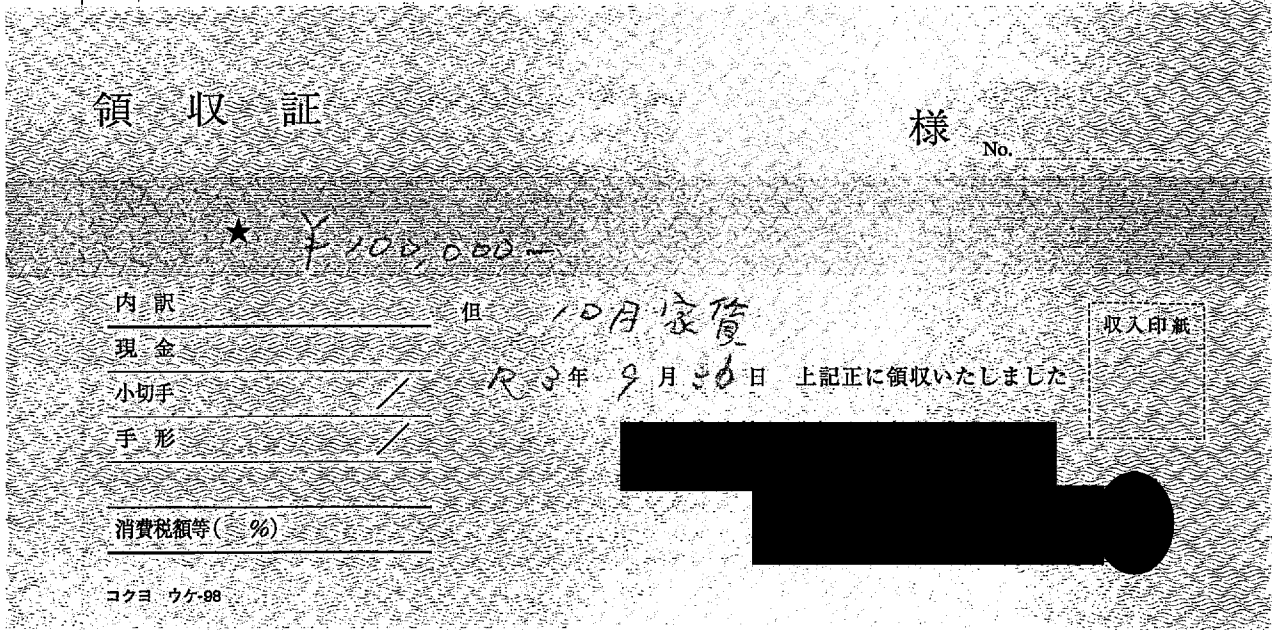 領収証
様
No.
★ ¥100,000-
内訳
現金
小切手 /
手形 /
消費税額等( %)
コクヨ ウケ-98
但 10月家賃
R3年9月30日 上記正に領収いたしました
収入印紙